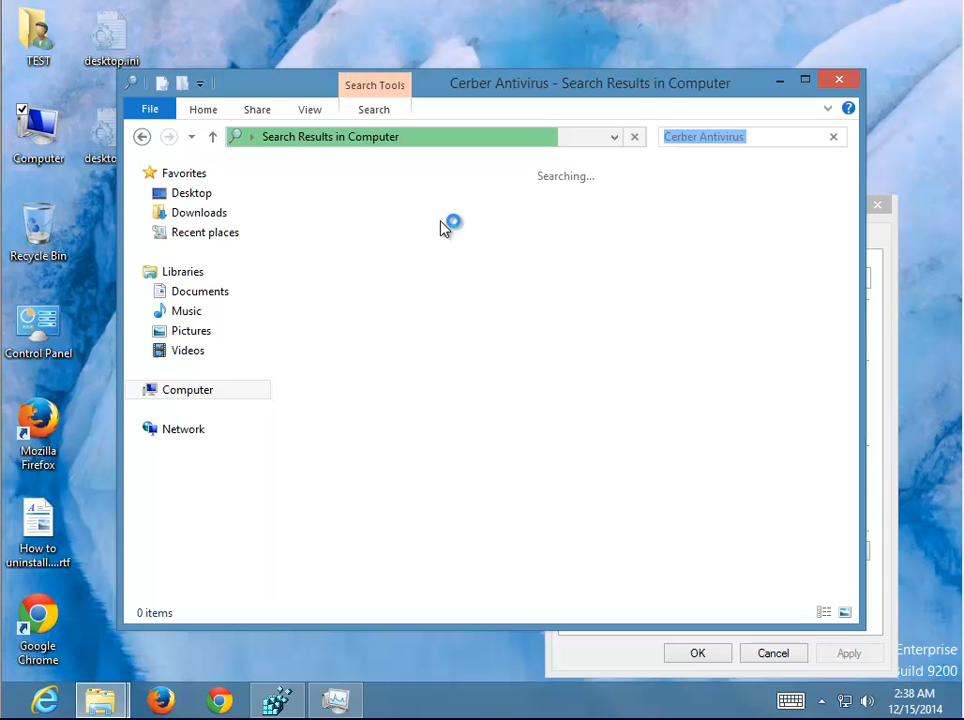 TEST
desktop.ini
Computer
Recycle Bin
Control Panel
Mozilla
Firefox
How to
uninstall....rtf
Google
Chrome
Search Tools
Cerber Antivirus - Search Results in Computer
File
Home
Share
View
Search
Search Results in Computer
Cerber Antivirus
Favorites
Desktop
Downloads
Recent places
Libraries
Documents
Music
Pictures
Videos
Computer
Network
Searching...
0 items
OK
Cancel
Apply
Enterprise
Build 9200
2:38 AM
12/15/2014